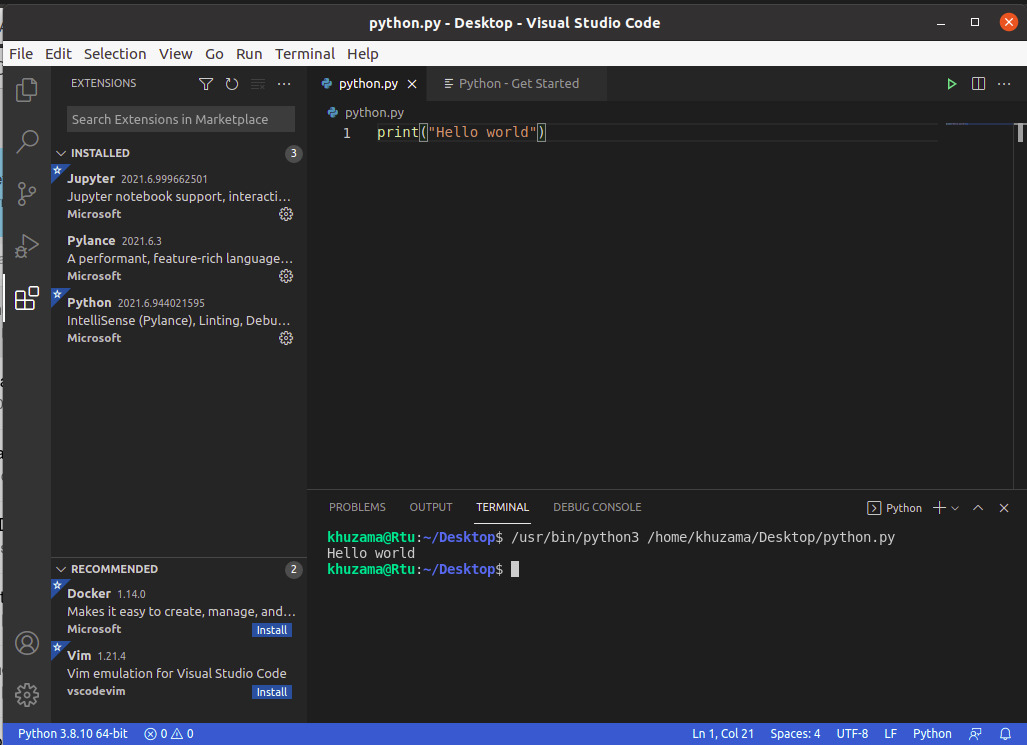 python.py - Desktop - Visual Studio Code
File Edit Selection View Go Run Terminal Help
EXTENSIONS
Search Extensions in Marketplace
INSTALLED 3
Jupyter 2021.6.999662501
Jupyter notebook support, interacti...
Microsoft
Pylance 2021.6.3
A performant, feature-rich language...
Microsoft
Python 2021.6.944021595
IntelliSense (Pylance), Linting, Debu...
Microsoft
RECOMMENDED 2
Docker 1.14.0
Makes it easy to create, manage, and...
Microsoft Install
Vim 1.21.4
Vim emulation for Visual Studio Code
vscodevim Install
python.py Python - Get Started
python.py
1 print("Hello world")
PROBLEMS OUTPUT TERMINAL DEBUG CONSOLE Python
khuzama@Rtu:~/Desktop$ /usr/bin/python3 /home/khuzama/Desktop/python.py
Hello world
khuzama@Rtu:~/Desktop$
Python 3.8.10 64-bit 0 0 Ln 1, Col 21 Spaces: 4 UTF-8 LF Python